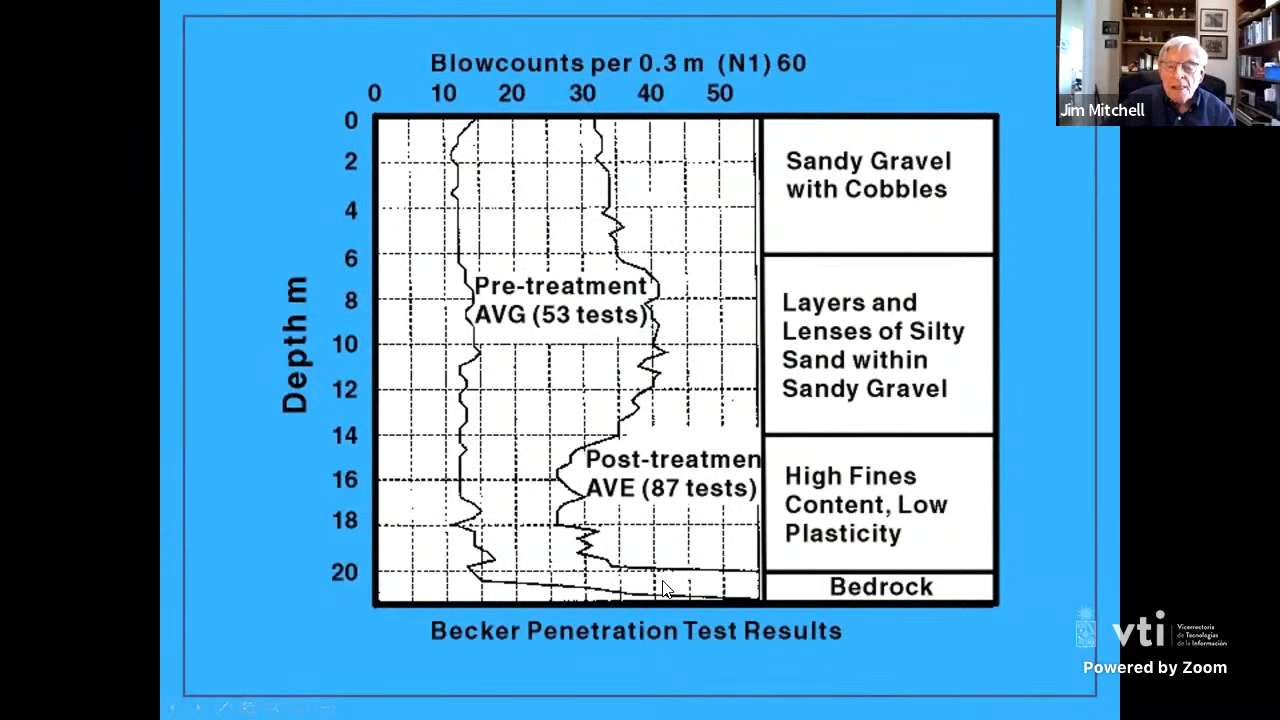 Blowcounts per 0.3 m (N1) 60
0 10 20 30 40 50
Jim Mitchell
Depth m
0
2
4
6
8
10
12
14
16
18
20
Pre-treatment
AVG (53 tests)
Post-treatmen
AVE (87 tests)
Sandy Gravel
with Cobbles
Layers and
Lenses of Silty
Sand within
Sandy Gravel
High Fines
Content, Low
Plasticity
Bedrock
Becker Penetration Test Results
vti
Vicerrectoría
de Tecnologías
de la Información
Powered by Zoom